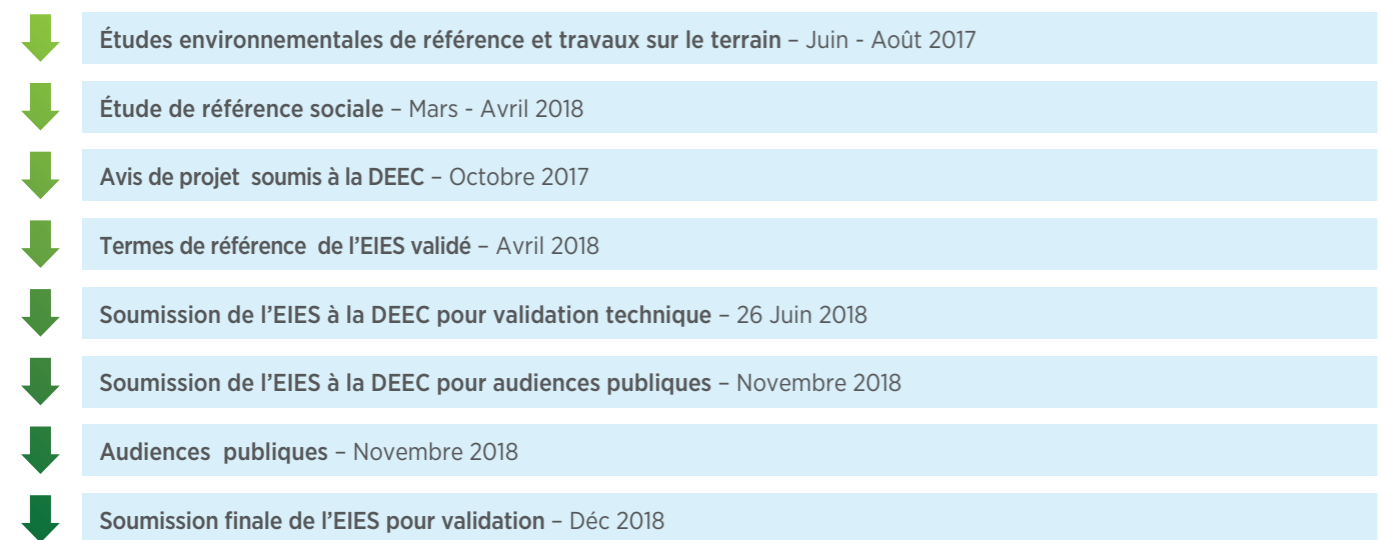 Études environnementales de référence et travaux sur le terrain – Juin - Août 2017
Étude de référence sociale – Mars - Avril 2018
Avis de projet soumis à la DEEC – Octobre 2017
Termes de référence de l’EIES validé – Avril 2018
Soumission de l’EIES à la DEEC pour validation technique – 26 Juin 2018
Soumission de l’EIES à la DEEC pour audiences publiques – Novembre 2018
Audiences publiques – Novembre 2018
Soumission finale de l’EIES pour validation – Déc 2018